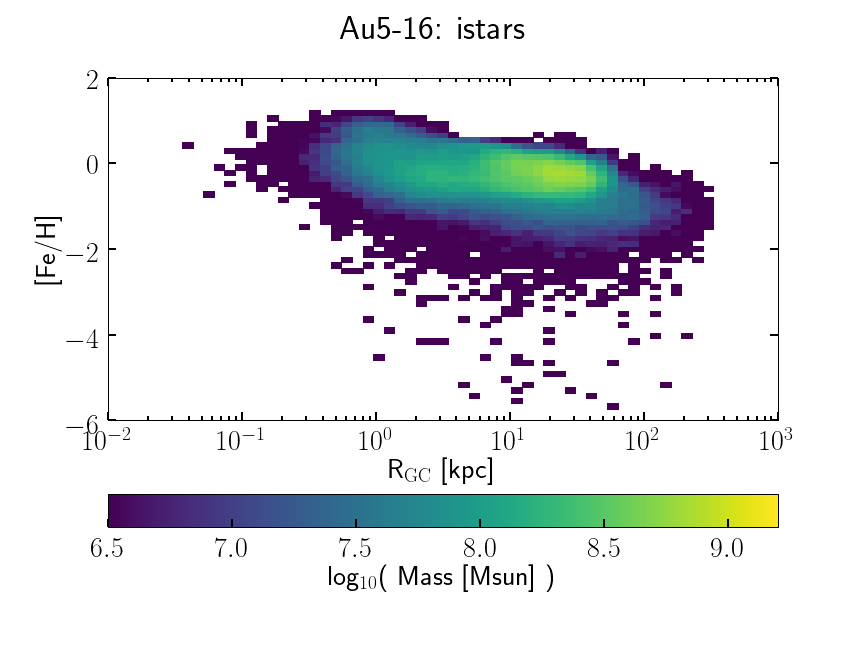 Au5-16: istars
2
0
−2
−4
−6
[Fe/H]
10⁻² 10⁻¹ 10⁰ 10¹ 10² 10³
R_GC [kpc]
6.5 7.0 7.5 8.0 8.5 9.0
log₁₀( Mass [Msun] )